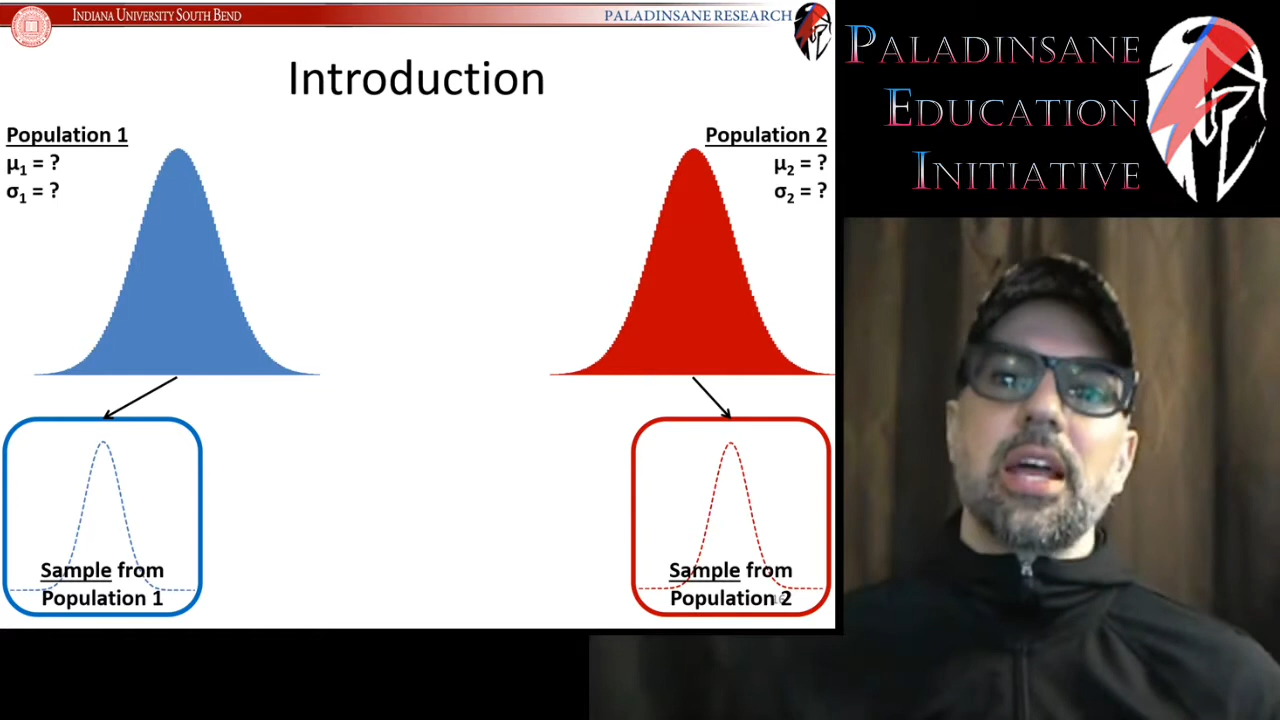 INDIANA UNIVERSITY SOUTH BEND
PALADINSANE RESEARCH
Introduction
Population 1
μ1 = ?
σ1 = ?
Population 2
μ2 = ?
σ2 = ?
Sample from
Population 1
Sample from
Population 2
PALADINSANE
EDUCATION
INITIATIVE